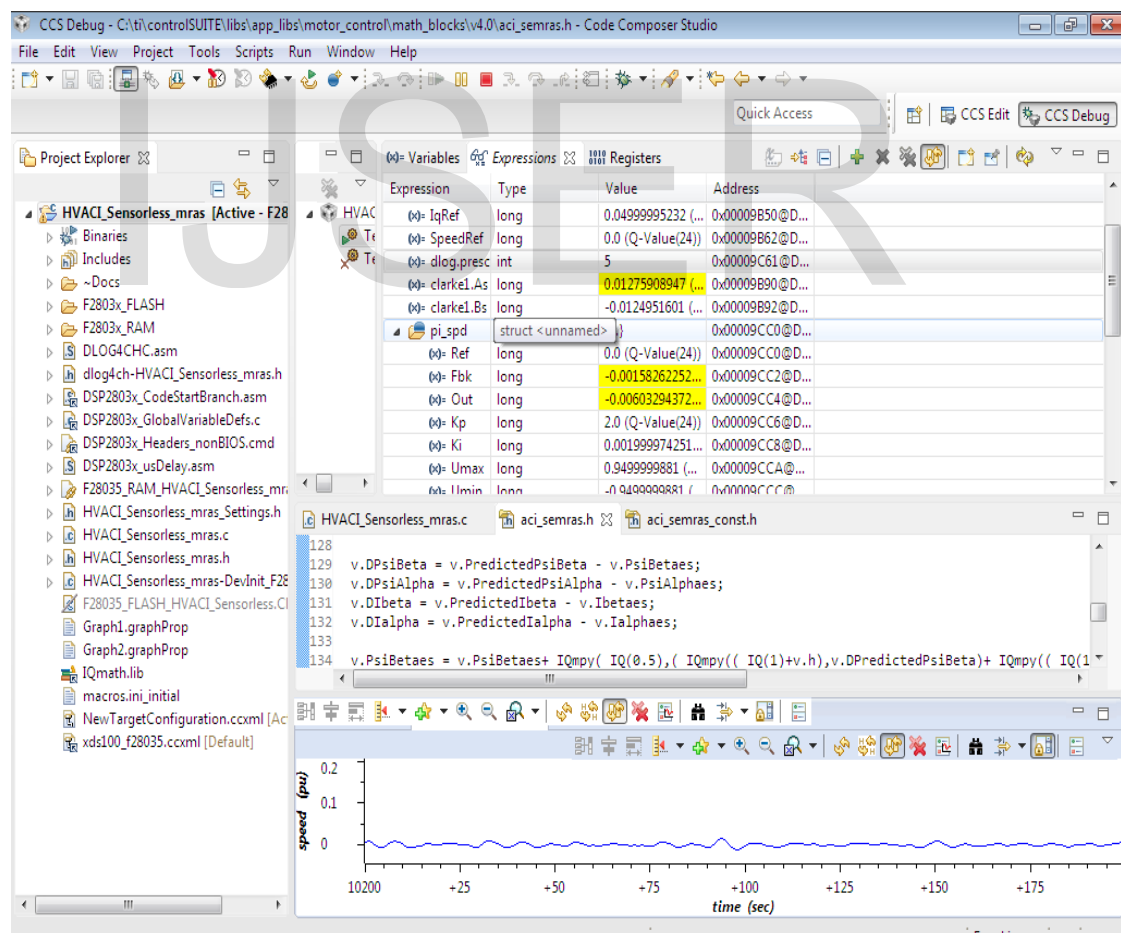 CCS Debug - C:\ti\controlSUITE\libs\app_libs\motor_control\math_blocks\v4.0\aci_semras.h - Code Composer Studio
File Edit View Project Tools Scripts Run Window Help
IJSER
Quick Access
CCS Edit
CCS Debug
Project Explorer
HVACI_Sensorless_mras [Active - F28
Binaries
Includes
~Docs
F2803x_FLASH
F2803x_RAM
DLOG4CHC.asm
dlog4ch-HVACI_Sensorless_mras.h
DSP2803x_CodeStartBranch.asm
DSP2803x_GlobalVariableDefs.c
DSP2803x_Headers_nonBIOS.cmd
DSP2803x_usDelay.asm
F28035_RAM_HVACI_Sensorless_mr
HVACI_Sensorless_mras_Settings.h
HVACI_Sensorless_mras.c
HVACI_Sensorless_mras.h
HVACI_Sensorless_mras-DevInit_F28
F28035_FLASH_HVACI_Sensorless.C
Graph1.graphProp
Graph2.graphProp
IQmath.lib
macros.ini_initial
NewTargetConfiguration.ccxml [Ac
xds100_f28035.ccxml [Default]
HVAC
Te
Te
(x)= Variables Expressions Registers
Expression Type Value Address
(x)= IqRef long 0.04999995232 (... 0x00009B50@D...
(x)= SpeedRef long 0.0 (Q-Value(24)) 0x00009B62@D...
(x)= dlog.presc int 5 0x00009C61@D...
(x)= clarke1.As long 0.01275908947 (... 0x00009B90@D...
(x)= clarke1.Bs long -0.0124951601 (... 0x00009B92@D...
pi_spd struct <unnamed> } 0x00009CC0@D...
(x)= Ref long 0.0 (Q-Value(24)) 0x00009CC0@D...
(x)= Fbk long -0.00158262252... 0x00009CC2@D...
(x)= Out long -0.00603294372... 0x00009CC4@D...
(x)= Kp long 2.0 (Q-Value(24)) 0x00009CC6@D...
(x)= Ki long 0.001999974251... 0x00009CC8@D...
(x)= Umax long 0.9499999881 (... 0x00009CCA@...
(x)= Umin long -0.9499999881 ( 0x00009CCC@
HVACI_Sensorless_mras.c aci_semras.h aci_semras_const.h
128
129 v.DPsiBeta = v.PredictedPsiBeta - v.PsiBetaes;
130 v.DPsiAlpha = v.PredictedPsiAlpha - v.PsiAlphaes;
131 v.DIbeta = v.PredictedIbeta - v.Ibetaes;
132 v.DIalpha = v.PredictedIalpha - v.Ialphaes;
133
134 v.PsiBetaes = v.PsiBetaes+ IQmpy( IQ(0.5),( IQmpy(( IQ(1)+v.h),v.DPredictedPsiBeta)+ IQmpy(( IQ(1
speed (pu)
0.2
0.1
0
10200 +25 +50 +75 +100 +125 +150 +175
time (sec)